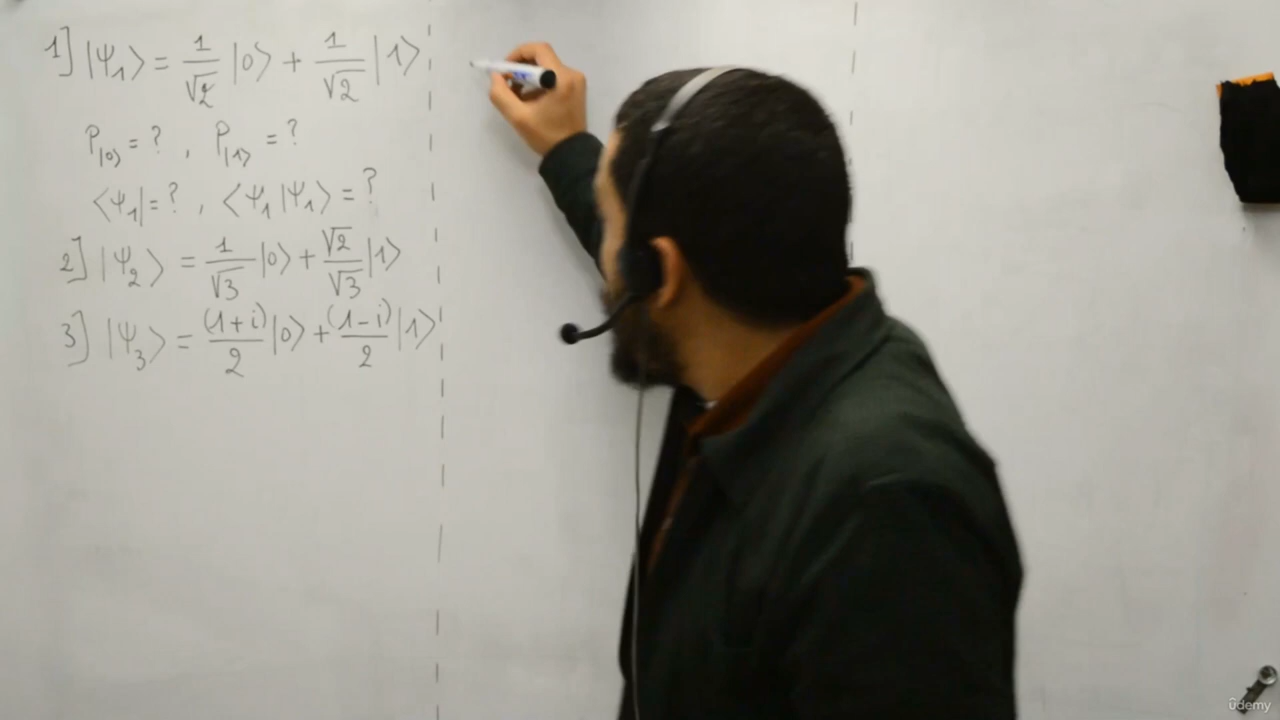 1] |Ψ₁⟩ = 1/√2 |0⟩ + 1/√2 |1⟩
P|0⟩ = ? , P|1⟩ = ?
⟨Ψ₁| = ? , ⟨Ψ₁|Ψ₁⟩ = ?
2] |Ψ₂⟩ = 1/√3 |0⟩ + √2/√3 |1⟩
3] |Ψ₃⟩ = (1+i)/2 |0⟩ + (1-i)/2 |1⟩
ûdemy